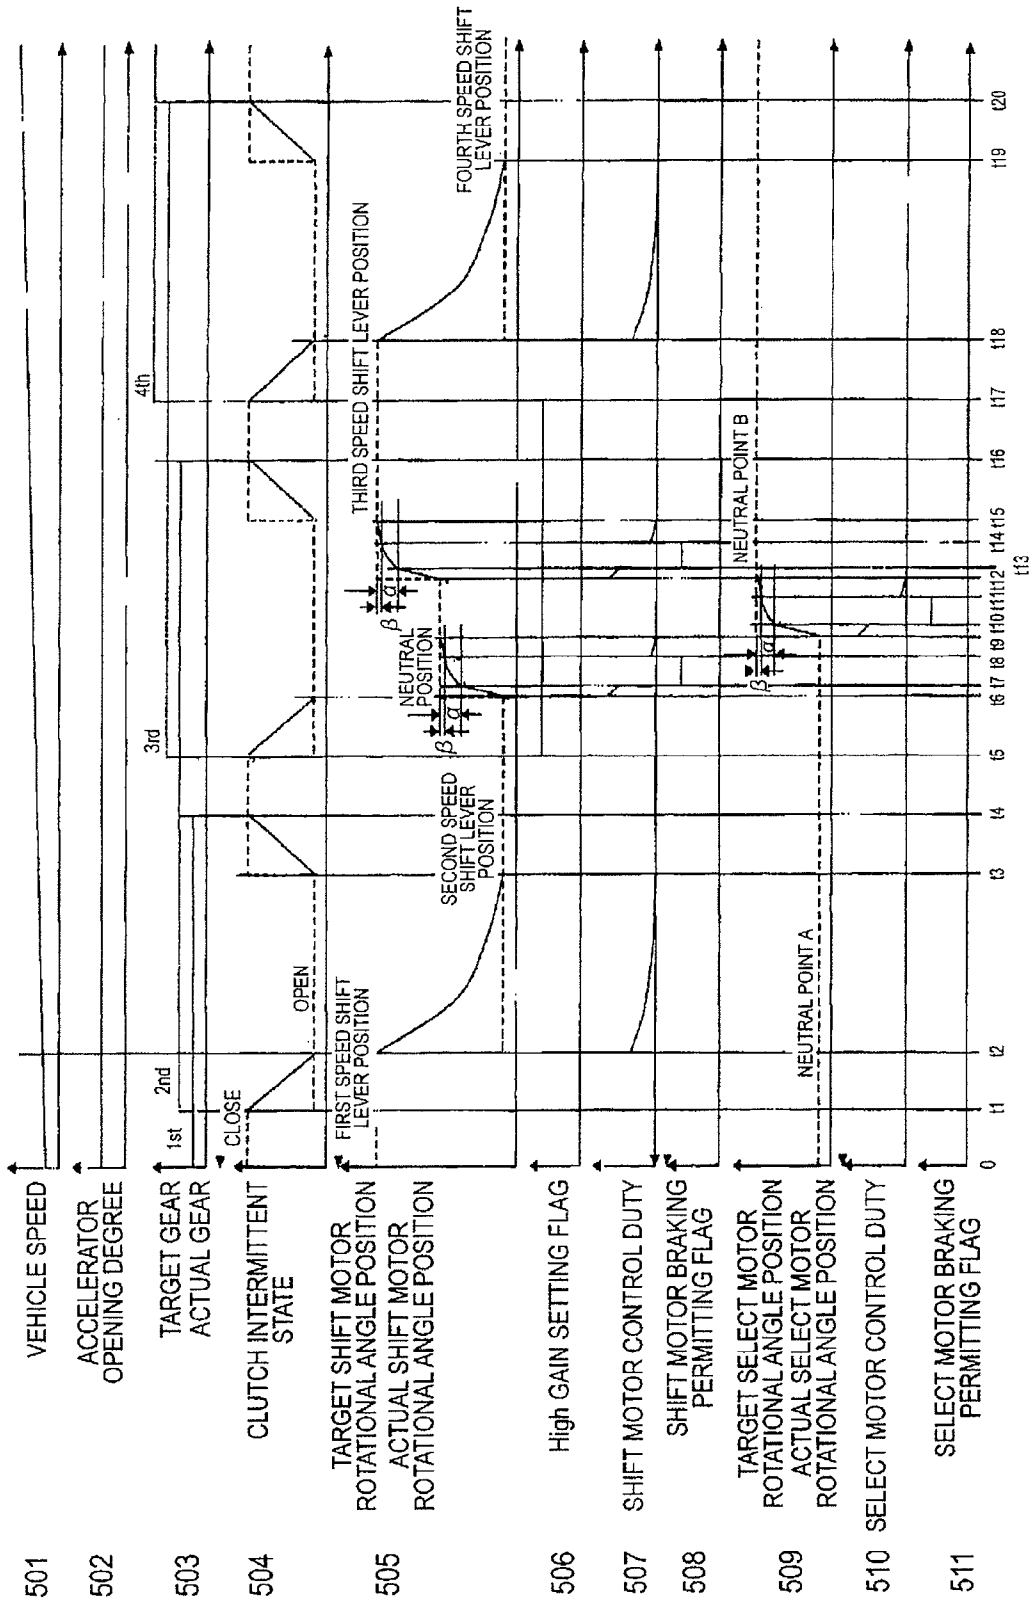 501
VEHICLE SPEED
502
ACCELERATOR
OPENING DEGREE
503
TARGET GEAR
ACTUAL GEAR
1st
2nd
3rd
4th
504
CLUTCH INTERMITTENT
STATE
CLOSE
OPEN
505
TARGET SHIFT MOTOR
ROTATIONAL ANGLE POSITION
ACTUAL SHIFT MOTOR
ROTATIONAL ANGLE POSITION
FIRST SPEED SHIFT
LEVER POSITION
SECOND SPEED
SHIFT LEVER
POSITION
β
α
NEUTRAL
POSITION
β
α
THIRD SPEED SHIFT LEVER POSITION
FOURTH SPEED SHIFT
LEVER POSITION
506
High GAIN SETTING FLAG
507
SHIFT MOTOR CONTROL DUTY
508
SHIFT MOTOR BRAKING
PERMITTING FLAG
509
TARGET SELECT MOTOR
ROTATIONAL ANGLE POSITION
ACTUAL SELECT MOTOR
ROTATIONAL ANGLE POSITION
NEUTRAL POINT A
β
α
NEUTRAL POINT B
510
SELECT MOTOR CONTROL DUTY
511
SELECT MOTOR BRAKING
PERMITTING FLAG
0 t1 t2 t3 t4 t5 t6 t7 t8 t9 t10 t11 t12 t14 t15 t16 t17 t18 t19 t20
t13